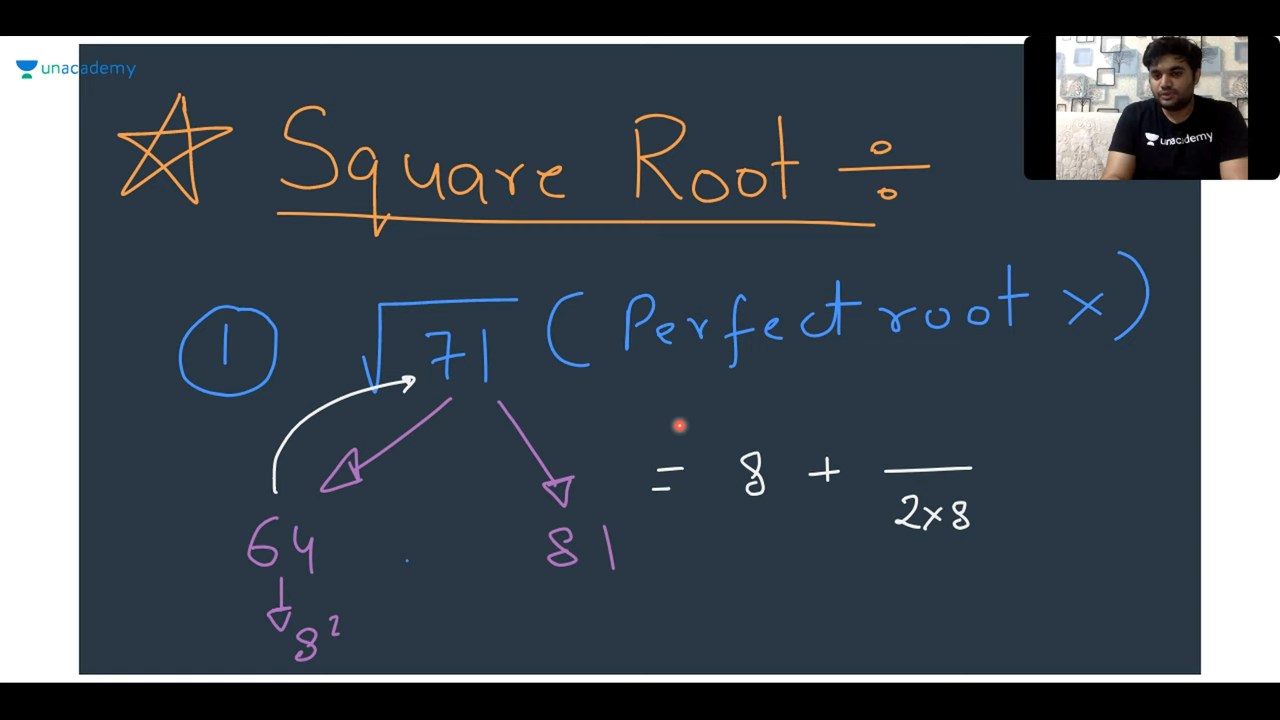 unacademy
unacademy
☆ Square Root ÷
1 √71 (Perfect root ×)
= 8 + —
2×8
64 81
8²